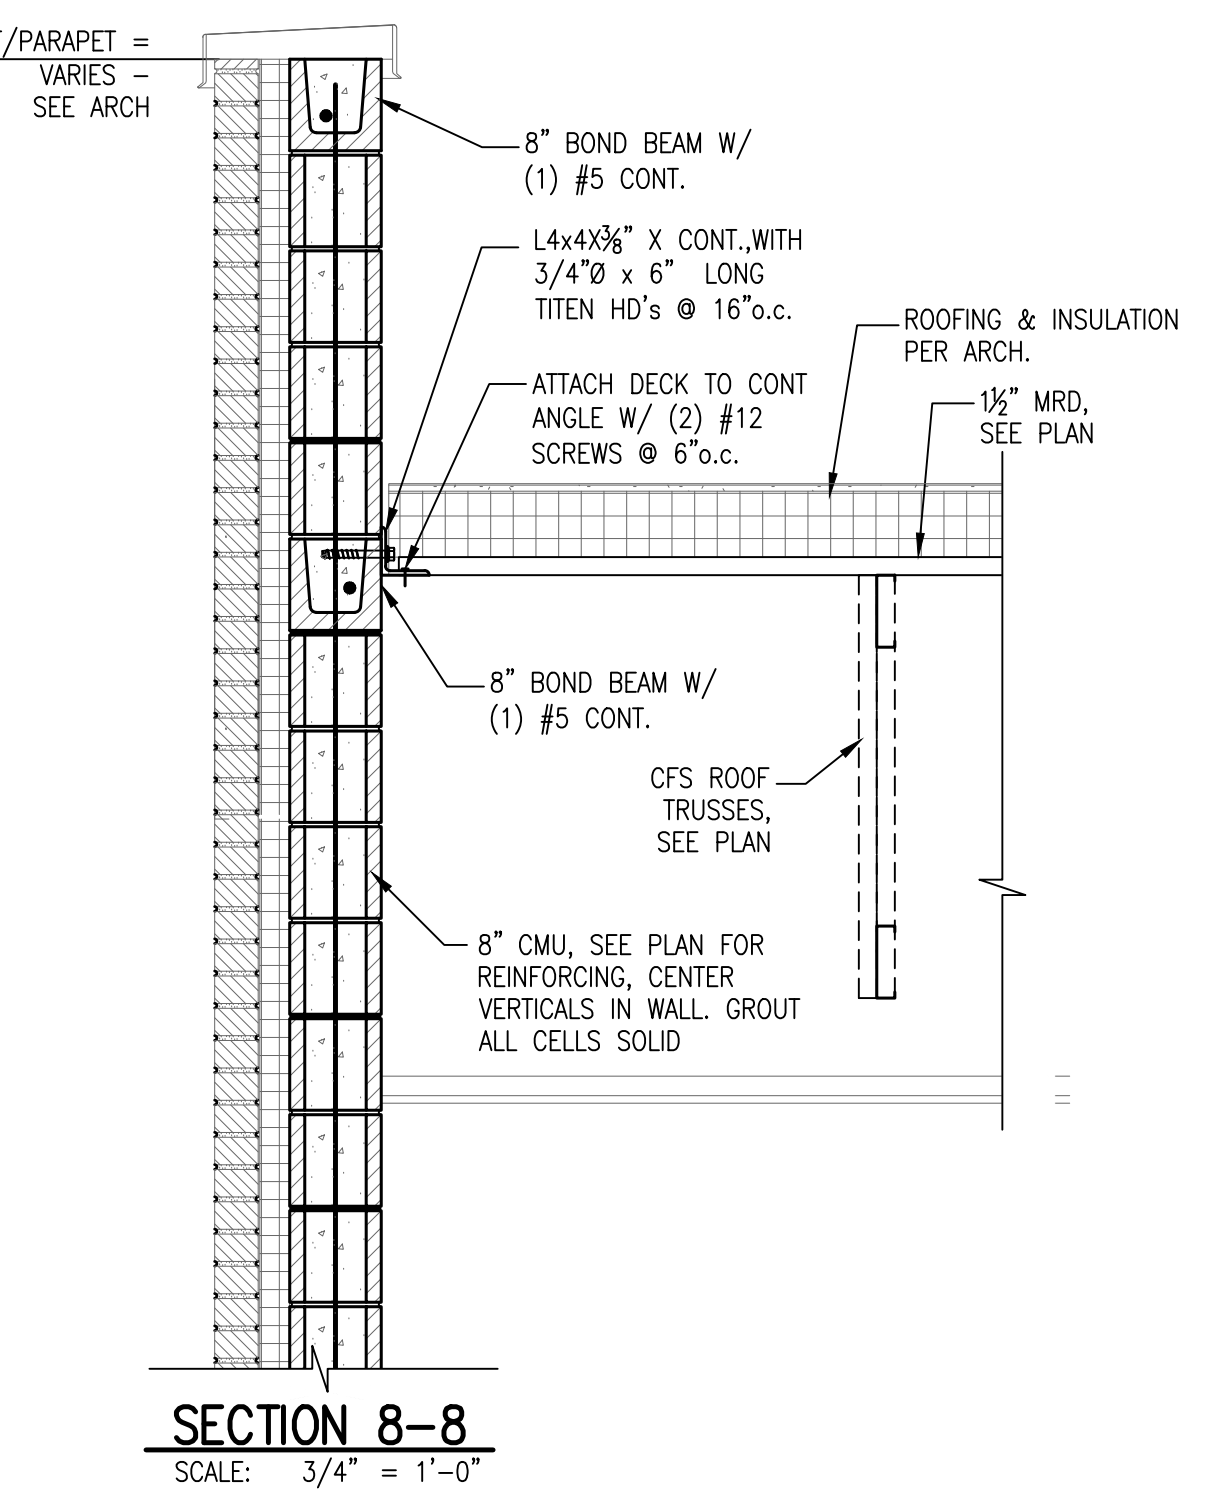 /PARAPET =
VARIES –
SEE ARCH
8" BOND BEAM W/
(1) #5 CONT.
L4x4X3/8" X CONT.,WITH
3/4"Ø x 6" LONG
TITEN HD's @ 16"o.c.
ROOFING & INSULATION
PER ARCH.
ATTACH DECK TO CONT
ANGLE W/ (2) #12
SCREWS @ 6"o.c.
1½" MRD,
SEE PLAN
8" BOND BEAM W/
(1) #5 CONT.
CFS ROOF
TRUSSES,
SEE PLAN
8" CMU, SEE PLAN FOR
REINFORCING, CENTER
VERTICALS IN WALL. GROUT
ALL CELLS SOLID
SECTION 8-8
SCALE: 3/4" = 1'-0"